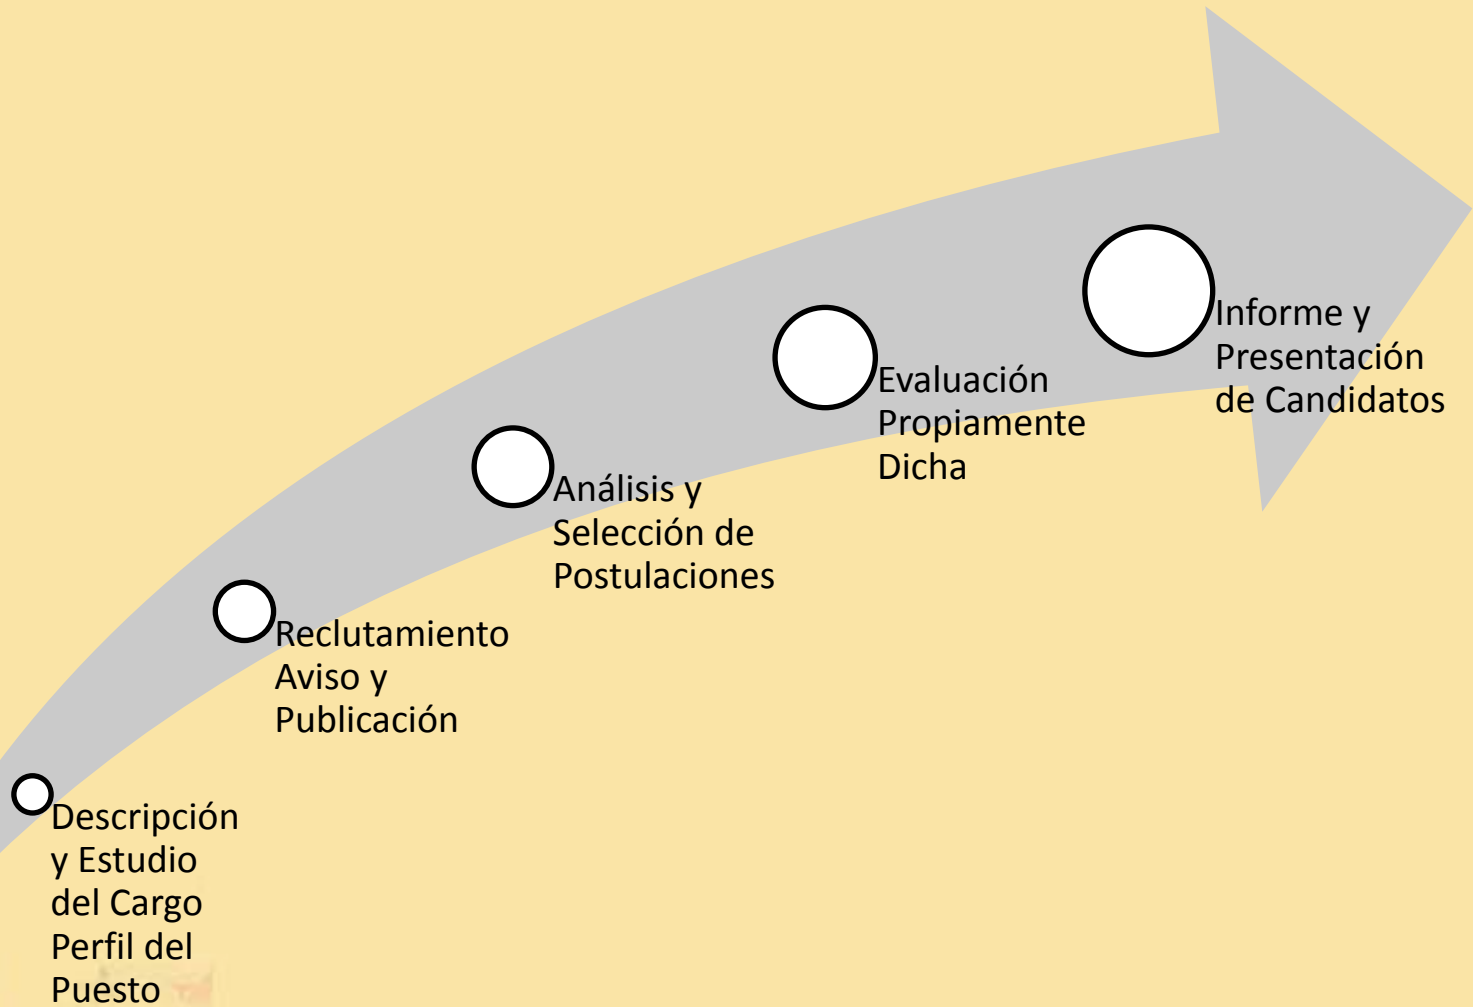 Descripción
y Estudio
del Cargo
Perfil del
Puesto
Reclutamiento
Aviso y
Publicación
Análisis y
Selección de
Postulaciones
Evaluación
Propiamente
Dicha
Informe y
Presentación
de Candidatos